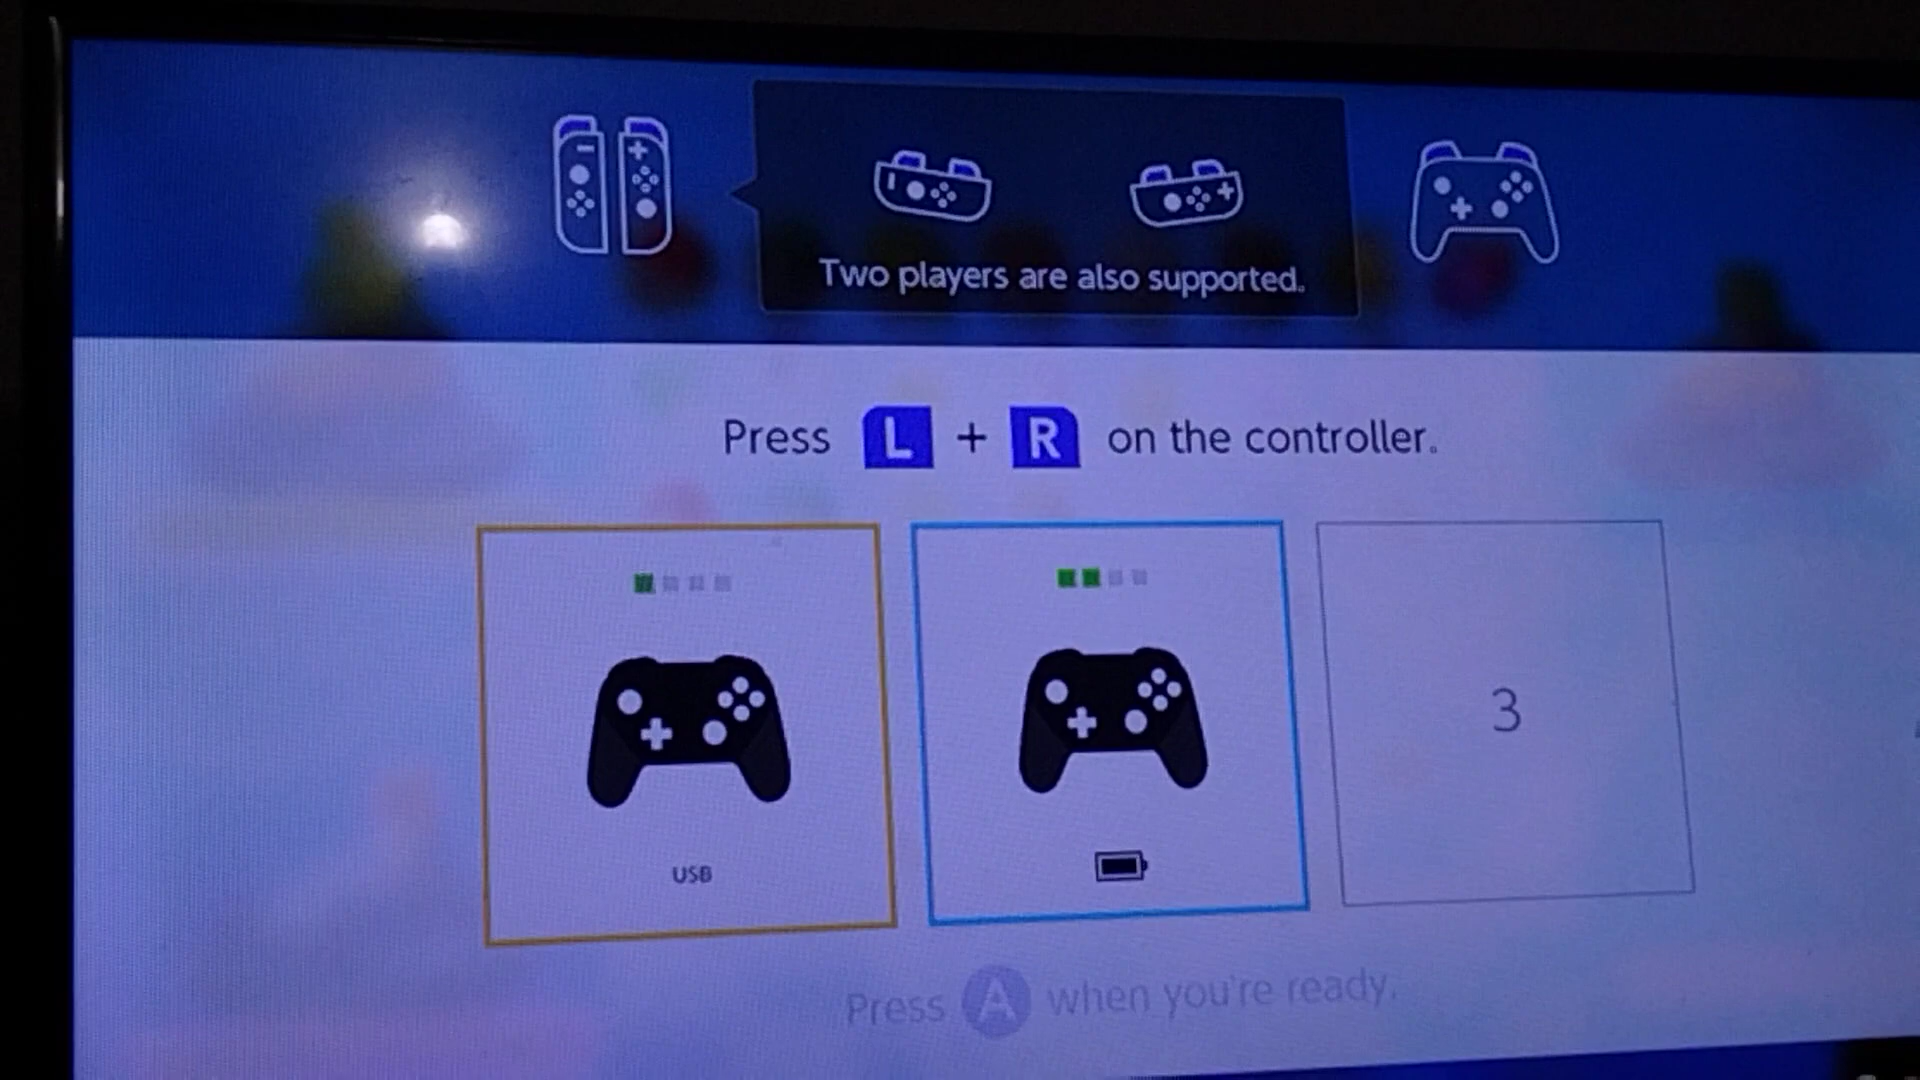 Two players are also supported.
Press L + R on the controller.
USB
3
Press A when you're ready.